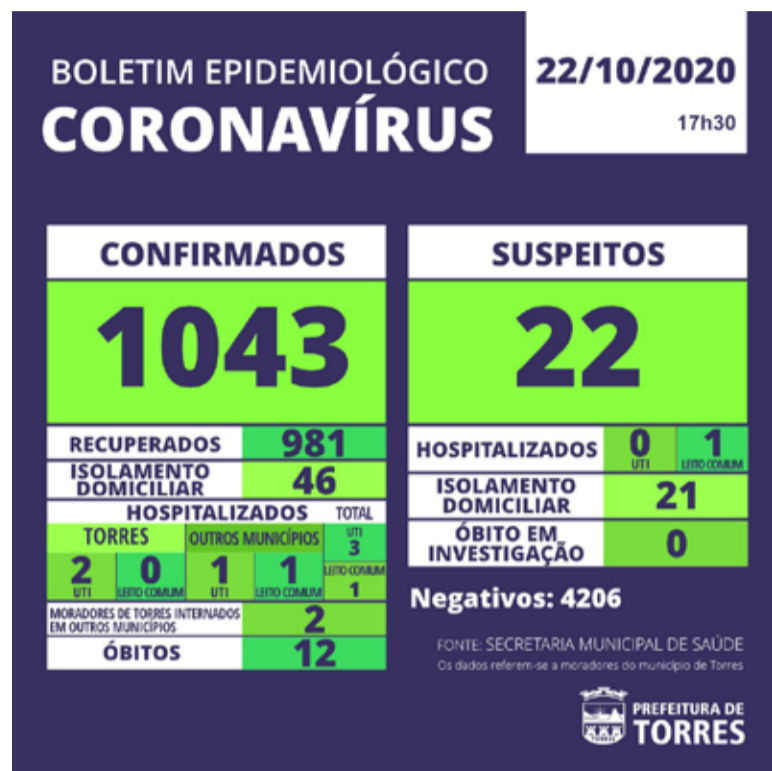 BOLETIM EPIDEMIOLÓGICO
CORONAVÍRUS
22/10/2020
17h30
CONFIRMADOS
1043
RECUPERADOS 981
ISOLAMENTO
DOMICILIAR 46
HOSPITALIZADOS TOTAL
TORRES OUTROS MUNICÍPIOS UTI
3
2 0 1 1 LEITO COMUM
UTI LEITO COMUM UTI LEITO COMUM 1
MORADORES DE TORRES INTERNADOS
EM OUTROS MUNICÍPIOS 2
ÓBITOS 12
SUSPEITOS
22
HOSPITALIZADOS 0 1
UTI LEITO COMUM
ISOLAMENTO
DOMICILIAR 21
ÓBITO EM
INVESTIGAÇÃO 0
Negativos: 4206
FONTE: SECRETARIA MUNICIPAL DE SAÚDE
Os dados referem-se a moradores do município de Torres
PREFEITURA DE
TORRES